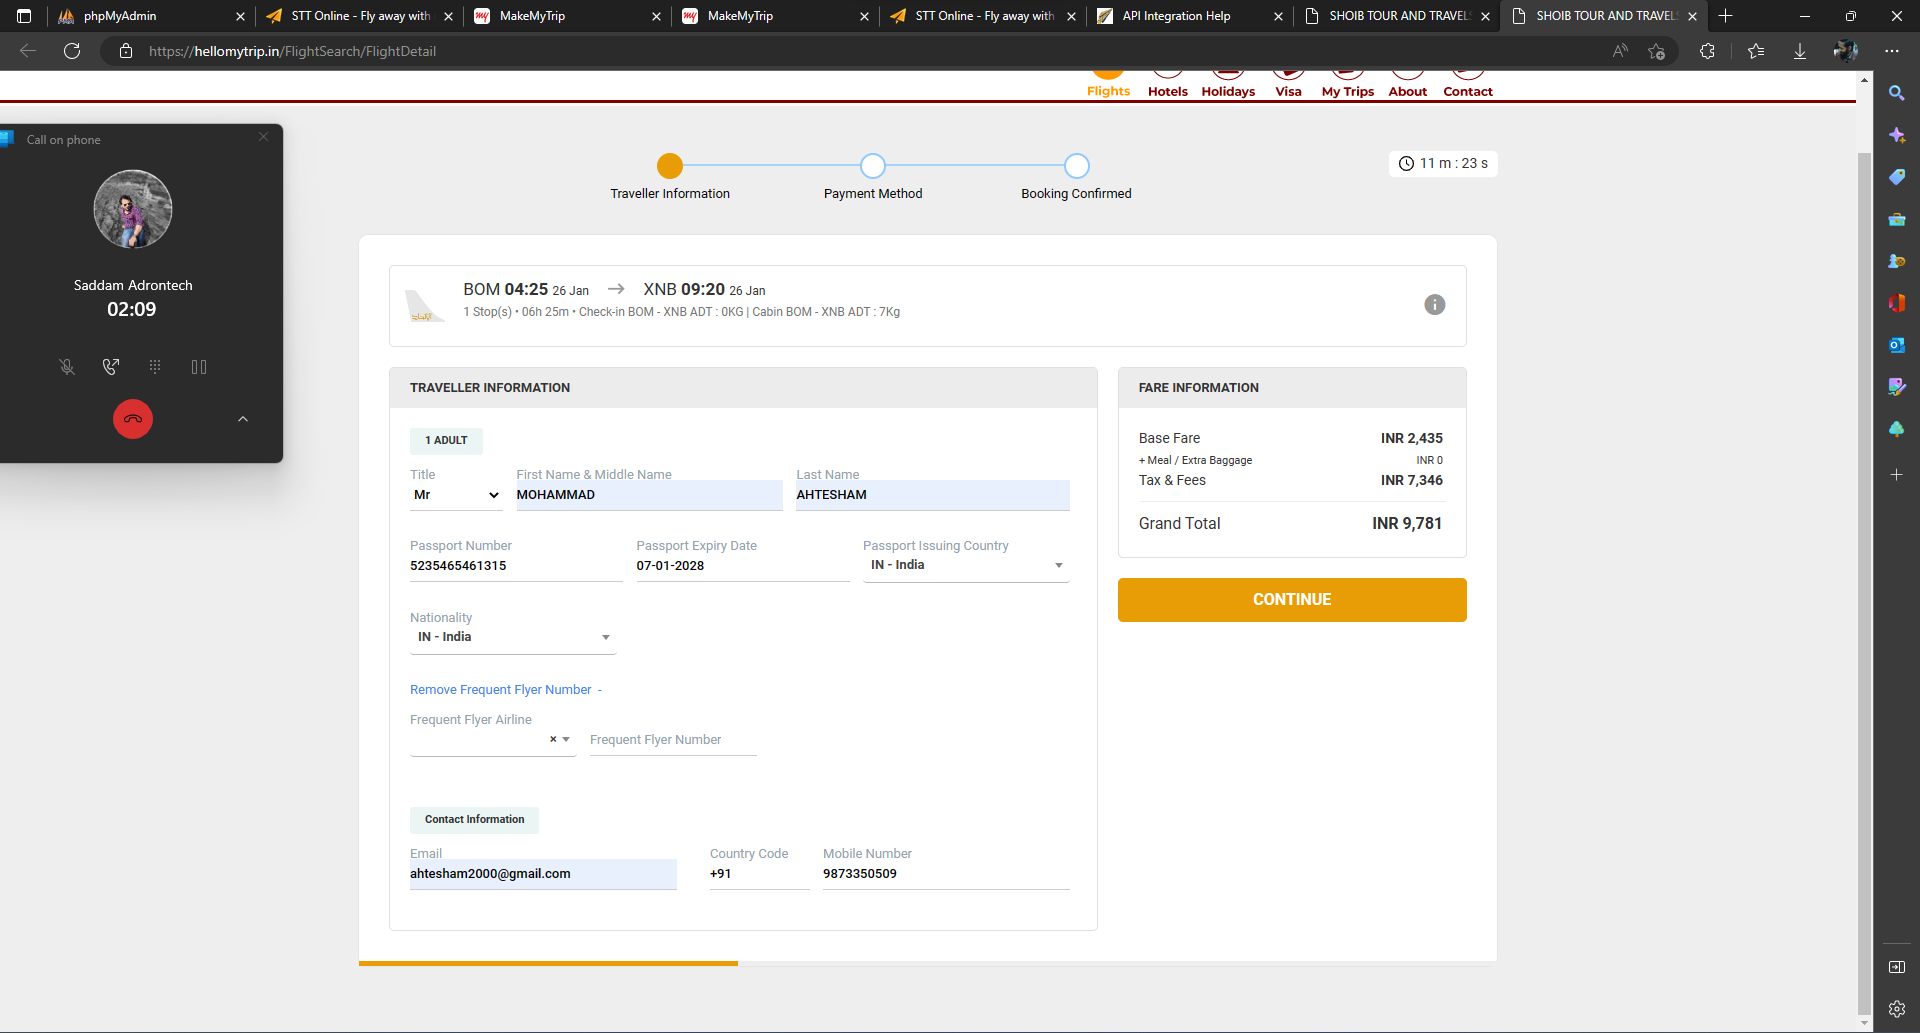 phpMyAdmin
STT Online - Fly away with
MakeMyTrip
MakeMyTrip
STT Online - Fly away with
API Integration Help
SHOIB TOUR AND TRAVELS
SHOIB TOUR AND TRAVELS
https://hellomytrip.in/FlightSearch/FlightDetail
Flights Hotels Holidays Visa My Trips About Contact
Call on phone
Saddam Adrontech
02:09
Traveller Information
Payment Method
Booking Confirmed
11 m : 23 s
BOM 04:25 26 Jan → XNB 09:20 26 Jan
1 Stop(s) • 06h 25m • Check-in BOM - XNB ADT : 0KG | Cabin BOM - XNB ADT : 7Kg
TRAVELLER INFORMATION
1 ADULT
Title First Name & Middle Name Last Name
Mr MOHAMMAD AHTESHAM
Passport Number Passport Expiry Date Passport Issuing Country
5235465461315 07-01-2028 IN - India
Nationality
IN - India
Remove Frequent Flyer Number -
Frequent Flyer Airline
× Frequent Flyer Number
Contact Information
Email Country Code Mobile Number
ahtesham2000@gmail.com +91 9873350509
FARE INFORMATION
Base Fare INR 2,435
+ Meal / Extra Baggage INR 0
Tax & Fees INR 7,346
Grand Total INR 9,781
CONTINUE